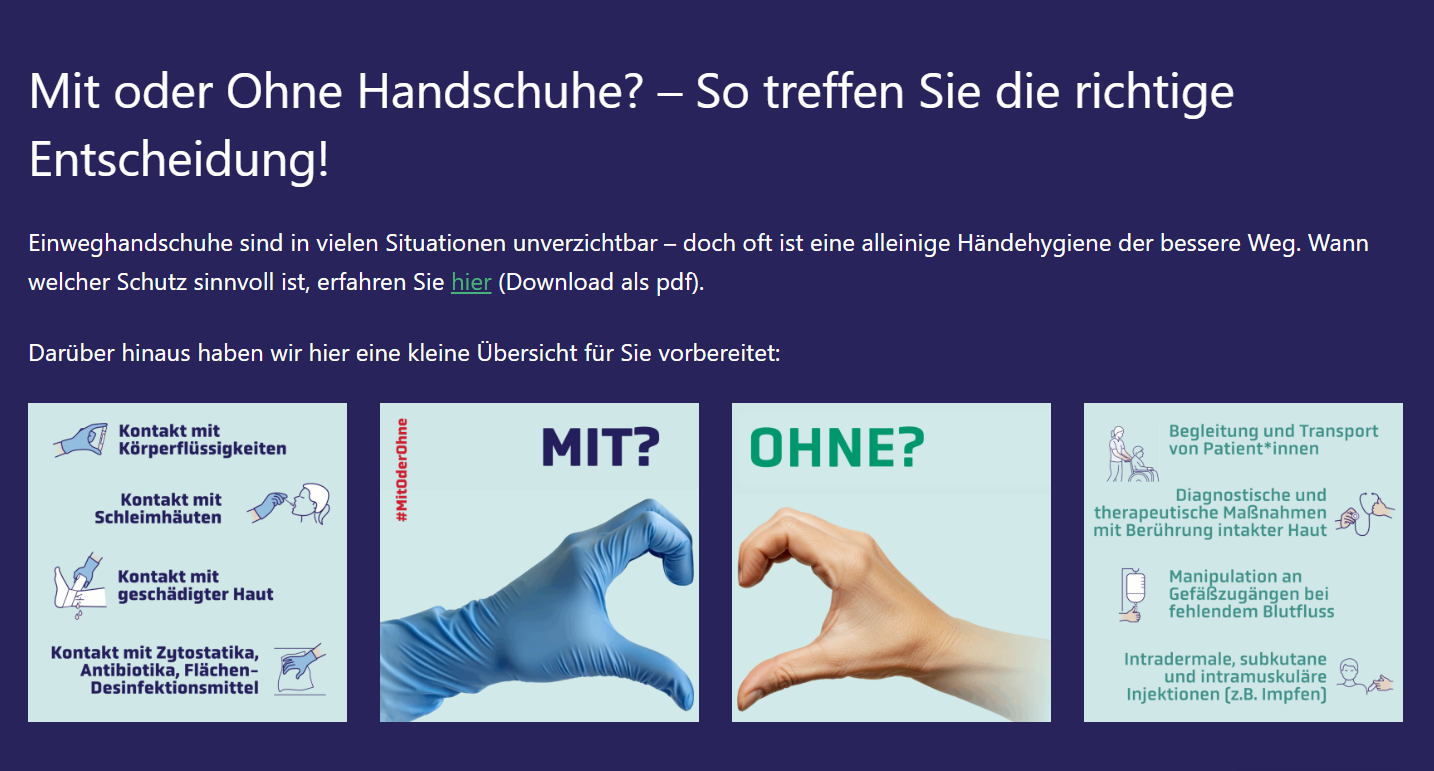 Mit oder Ohne Handschuhe? – So treffen Sie die richtige
Entscheidung!
Einweghandschuhe sind in vielen Situationen unverzichtbar – doch oft ist eine alleinige Händehygiene der bessere Weg. Wann
welcher Schutz sinnvoll ist, erfahren Sie hier (Download als pdf).
Darüber hinaus haben wir hier eine kleine Übersicht für Sie vorbereitet:
Kontakt mit
Körperflüssigkeiten
Kontakt mit
Schleimhäuten
Kontakt mit
geschädigter Haut
Kontakt mit Zytostatika,
Antibiotika, Flächen-
Desinfektionsmittel
#MitOderOhne
MIT?
OHNE?
Begleitung und Transport
von Patient*innen
Diagnostische und
therapeutische Maßnahmen
mit Berührung intakter Haut
Manipulation an
Gefäßzugängen bei
fehlendem Blutfluss
Intradermale, subkutane
und intramuskuläre
Injektionen (z.B. Impfen)